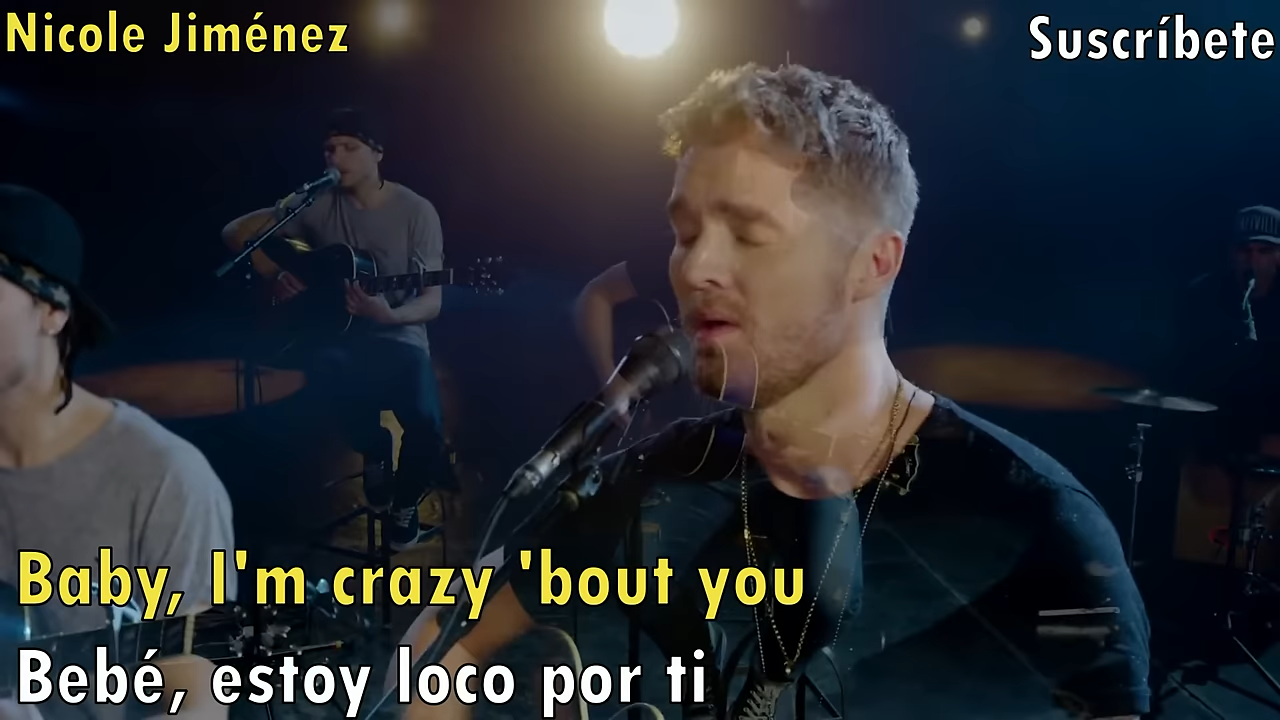 Nicole Jiménez
Suscríbete
Baby, I'm crazy 'bout you
Bebé, estoy loco por ti